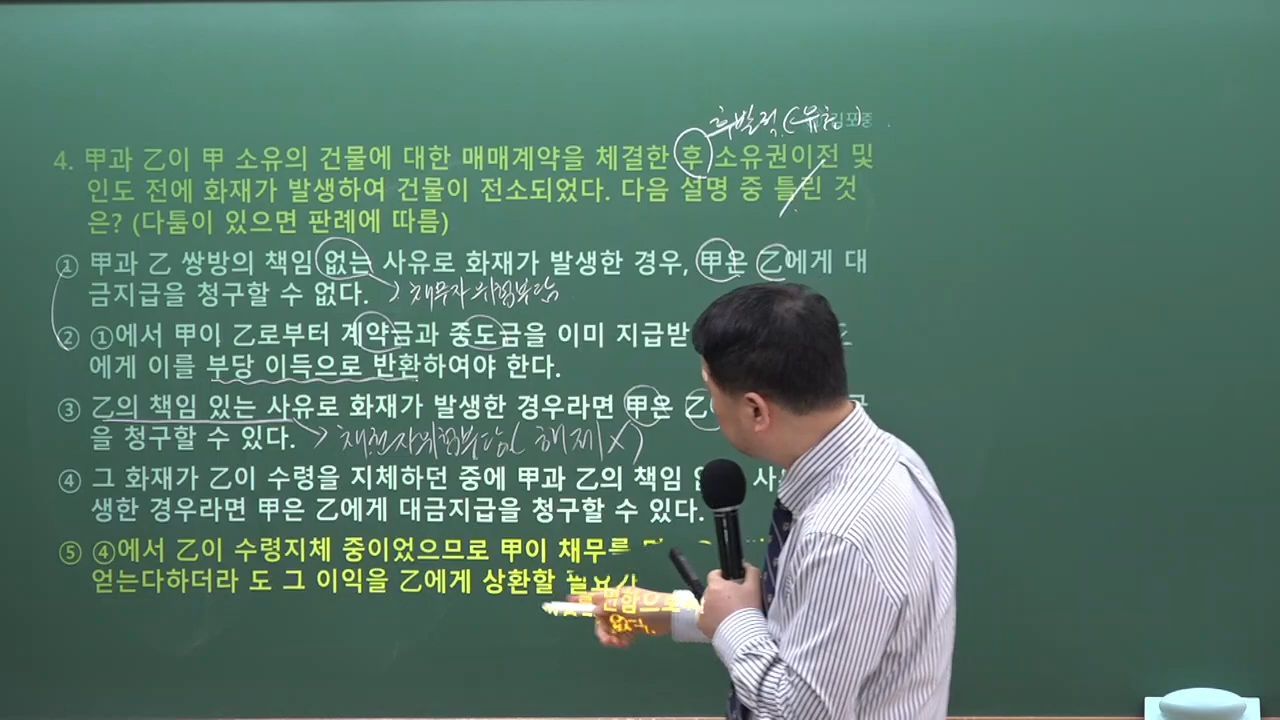 후발적(유효)
4. 甲과 乙이 甲 소유의 건물에 대한 매매계약을 체결한 후 소유권이전 및
인도 전에 화재가 발생하여 건물이 전소되었다. 다음 설명 중 틀린 것
은? (다툼이 있으면 판례에 따름)
① 甲과 乙 쌍방의 책임 없는 사유로 화재가 발생한 경우, 甲은 乙에게 대
금지급을 청구할 수 없다. 채무자위험부담
② ①에서 甲이 乙로부터 계약금과 중도금을 이미 지급받
에게 이를 부당 이득으로 반환하여야 한다.
③ 乙의 책임 있는 사유로 화재가 발생한 경우라면 甲은 乙
을 청구할 수 있다. 채권자위험부담(해제×)
④ 그 화재가 乙이 수령을 지체하던 중에 甲과 乙의 책임 사
생한 경우라면 甲은 乙에게 대금지급을 청구할 수 있다.
⑤ ④에서 乙이 수령지체 중이었으므로 甲이 채무를
얻는다하더라 도 그 이익을 乙에게 상환할 필요가
없다.